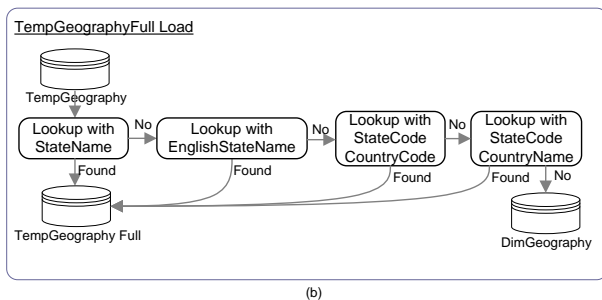 TempGeographyFull Load
TempGeography
Lookup with
StateName
No
Lookup with
EnglishStateName
No
Lookup with
StateCode
CountryCode
No
Lookup with
StateCode
CountryName
Found
Found
Found
Found
No
TempGeography Full
DimGeography
(b)